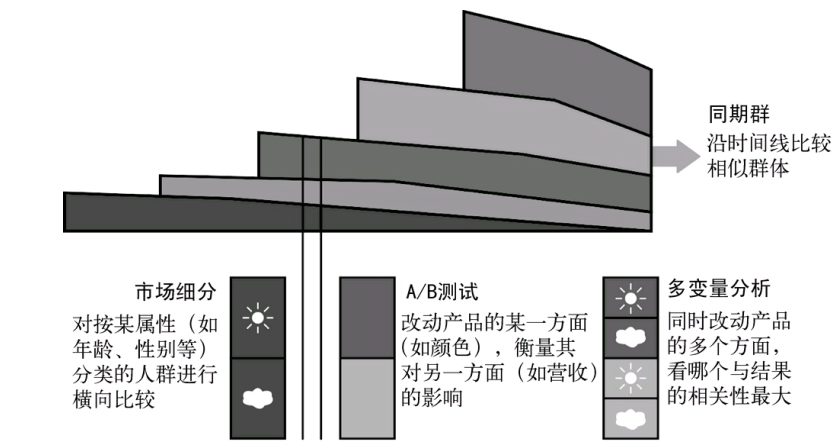 同期群
沿时间线比较
相似群体
市场细分
对按某属性（如
年龄、性别等）
分类的人群进行
横向比较
A/B测试
改动产品的某一方面
（如颜色），衡量其
对另一方面（如营收）
的影响
多变量分析
同时改动产品
的多个方面，
看哪个与结果
的相关性最大